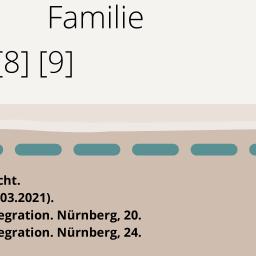 Familie
[8] [9]
cht.
03.2021).
egration. Nürnberg, 20.
egration. Nürnberg, 24.